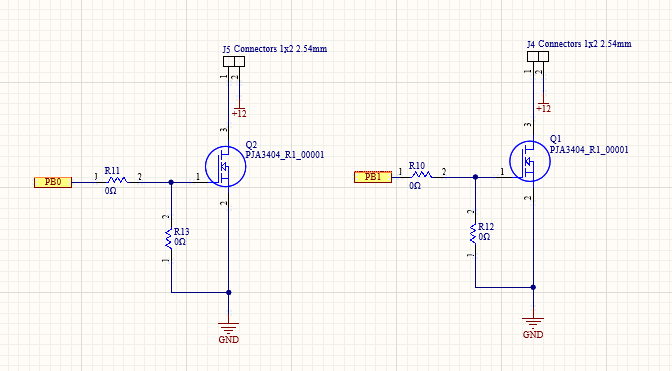 J5 Connectors 1x2 2.54mm
1 2
+12
3
Q2
PJA3404_R1_00001
PB0
1 R11 2
0Ω
1
2
2
R13
0Ω
1
GND
J4 Connectors 1x2 2.54mm
1 2
+12
3
Q1
PJA3404_R1_00001
PB1
1 R10 2
0Ω
1
2
2
R12
0Ω
1
GND